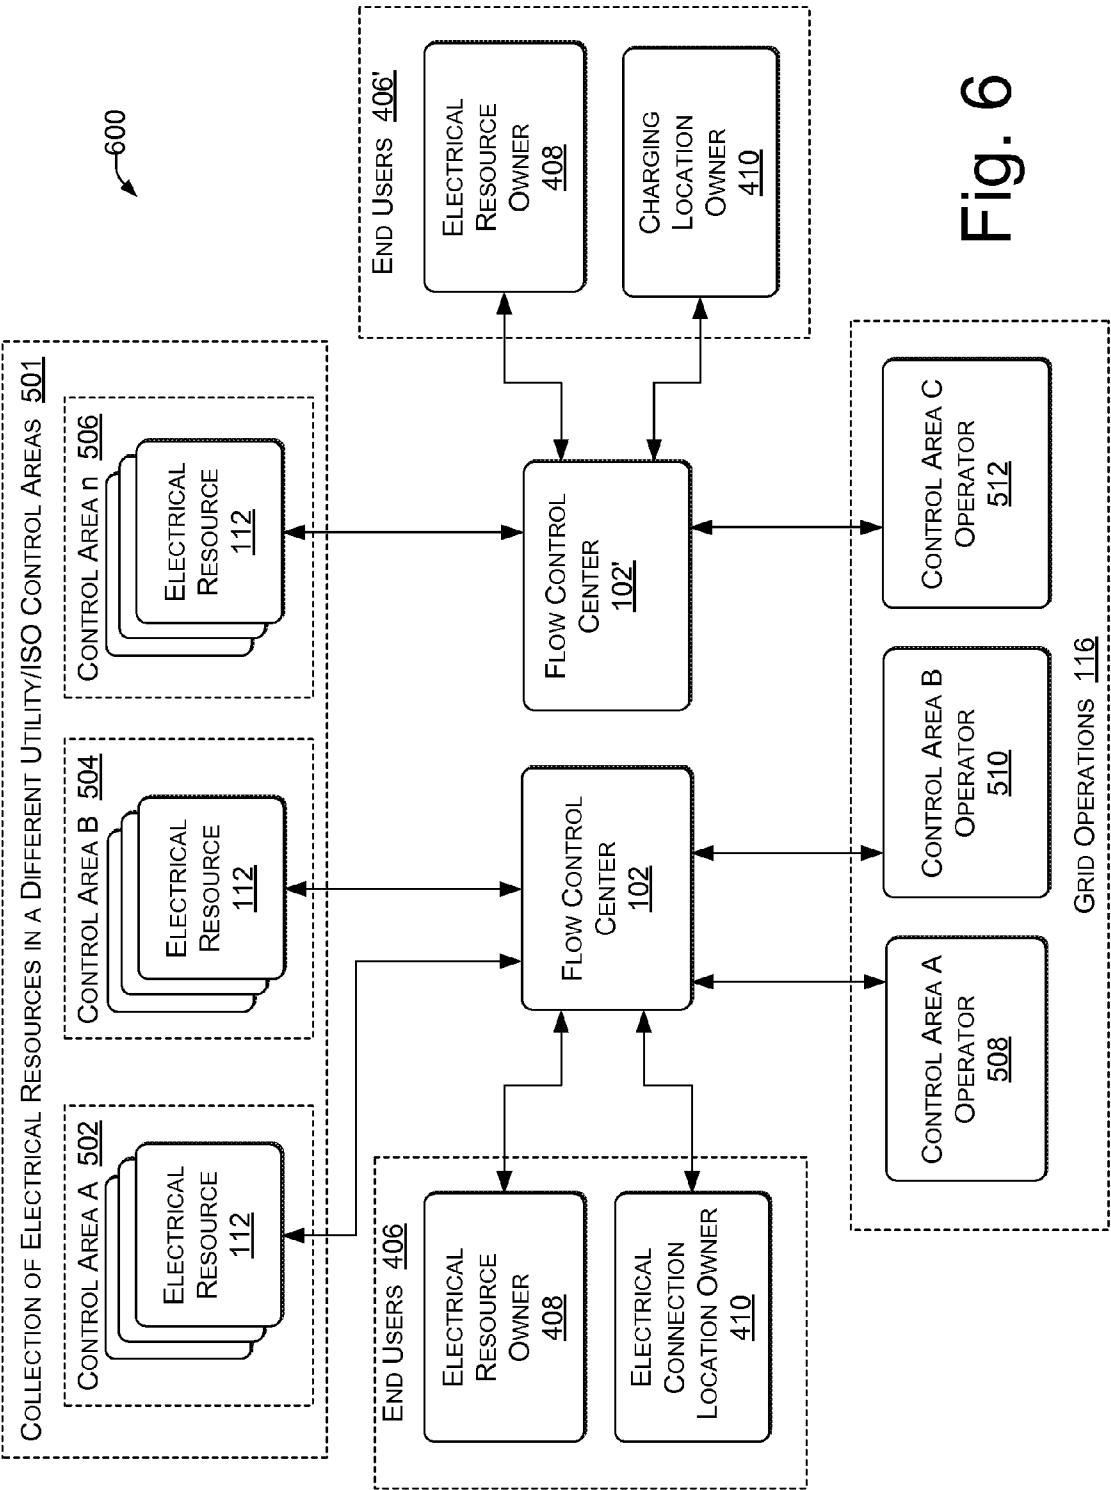 600
COLLECTION OF ELECTRICAL RESOURCES IN A DIFFERENT UTILITY/ISO CONTROL AREAS 501
CONTROL AREA A 502
ELECTRICAL
RESOURCE
112
CONTROL AREA B 504
ELECTRICAL
RESOURCE
112
CONTROL AREA n 506
ELECTRICAL
RESOURCE
112
END USERS 406
ELECTRICAL
RESOURCE
OWNER
408
ELECTRICAL
CONNECTION
LOCATION OWNER
410
FLOW CONTROL
CENTER
102
FLOW CONTROL
CENTER
102'
END USERS 406'
ELECTRICAL
RESOURCE
OWNER
408
CHARGING
LOCATION
OWNER
410
CONTROL AREA A
OPERATOR
508
CONTROL AREA B
OPERATOR
510
CONTROL AREA C
OPERATOR
512
GRID OPERATIONS 116
Fig. 6